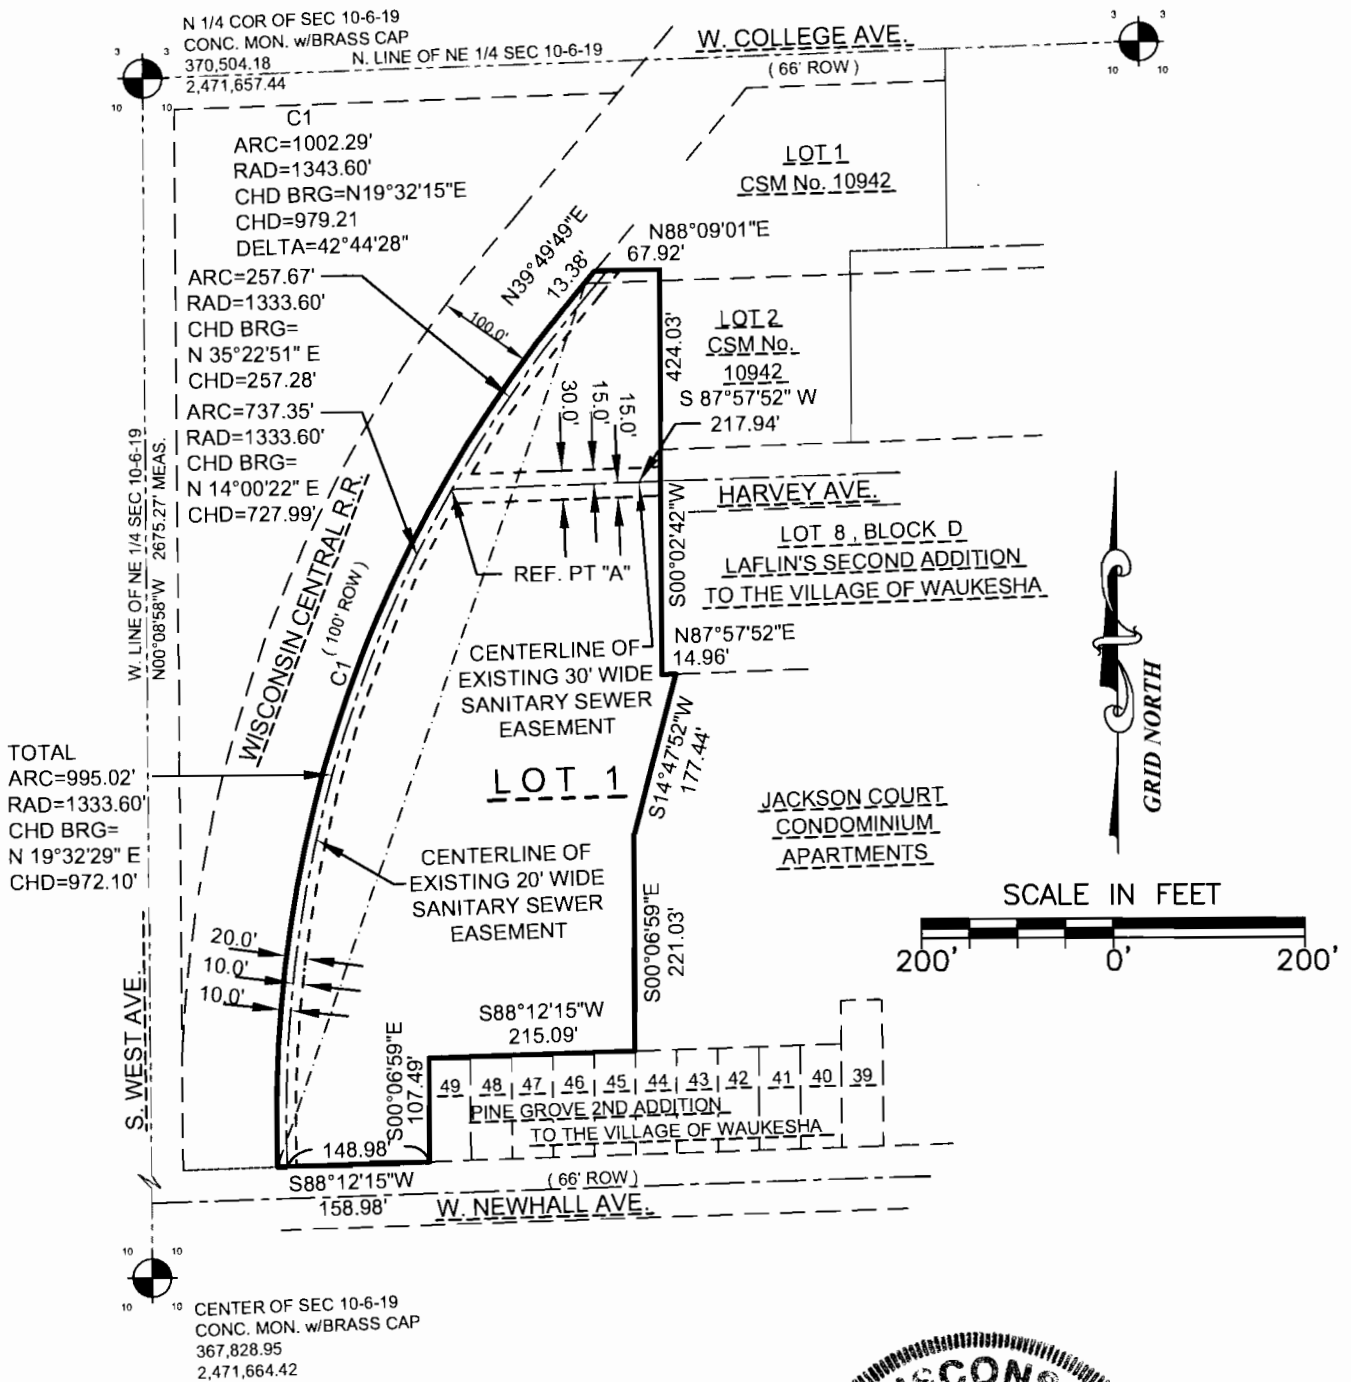 N 1/4 COR OF SEC 10-6-19
CONC. MON. w/BRASS CAP
370,504.18
2,471,657.44
3 3
10 10
N. LINE OF NE 1/4 SEC 10-6-19
W. COLLEGE AVE.
( 66' ROW )
3 3
10 10
C1
ARC=1002.29'
RAD=1343.60'
CHD BRG=N19°32'15"E
CHD=979.21
DELTA=42°44'28"
LOT 1
CSM No. 10942
N39°49'49"E
13.38'
N88°09'01"E
67.92'
ARC=257.67'
RAD=1333.60'
CHD BRG=
N 35°22'51" E
CHD=257.28'
100.0'
424.03'
S00°02'42"W
LOT 2
CSM No.
10942
S 87°57'52" W
217.94'
ARC=737.35'
RAD=1333.60'
CHD BRG=
N 14°00'22" E
CHD=727.99'
30.0'
15.0'
15.0'
W. LINE OF NE 1/4 SEC 10-6-19
N00°08'58"W 2675.27' MEAS.
WISCONSIN CENTRAL R.R.
( 100' ROW )
C1
HARVEY AVE.
LOT 8 , BLOCK D
LAFLIN'S SECOND ADDITION
TO THE VILLAGE OF WAUKESHA
REF. PT "A"
N87°57'52"E
14.96'
CENTERLINE OF
EXISTING 30' WIDE
SANITARY SEWER
EASEMENT
GRID NORTH
S14°47'52"W
177.44'
TOTAL
ARC=995.02'
RAD=1333.60'
CHD BRG=
N 19°32'29" E
CHD=972.10'
LOT 1
JACKSON COURT
CONDOMINIUM
APARTMENTS
CENTERLINE OF
EXISTING 20' WIDE
SANITARY SEWER
EASEMENT
SCALE IN FEET
200' 0' 200'
S00°06'59"E
221.03'
20.0'
10.0'
10.0'
S. WEST AVE.
S88°12'15"W
215.09'
S00°06'59"E
107.49'
49 48 47 46 45 44 43 42 41 40 39
PINE GROVE 2ND ADDITION
TO THE VILLAGE OF WAUKESHA
148.98'
S88°12'15"W
158.98'
( 66' ROW )
W. NEWHALL AVE.
10 10
10 10
CENTER OF SEC 10-6-19
CONC. MON. w/BRASS CAP
367,828.95
2,471,664.42